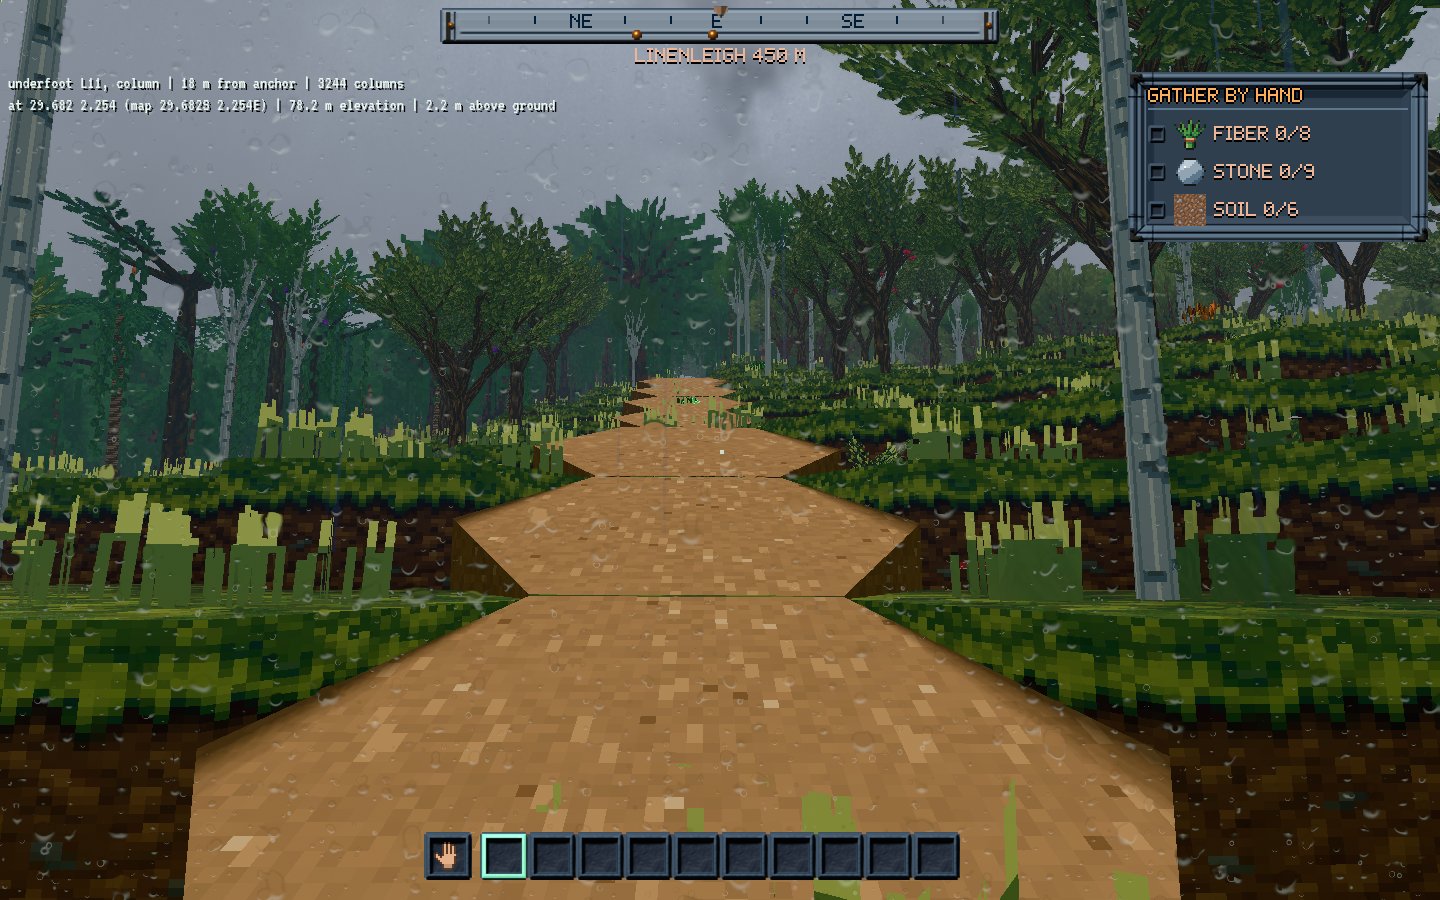 NE E SE
LINENLEIGH 450 M
underfoot L11, column | 18 m from anchor | 3244 columns
at 29.682 2.254 (map 29.682S 2.254E) | 78.2 m elevation | 2.2 m above ground
GATHER BY HAND
FIBER 0/8
STONE 0/9
SOIL 0/6